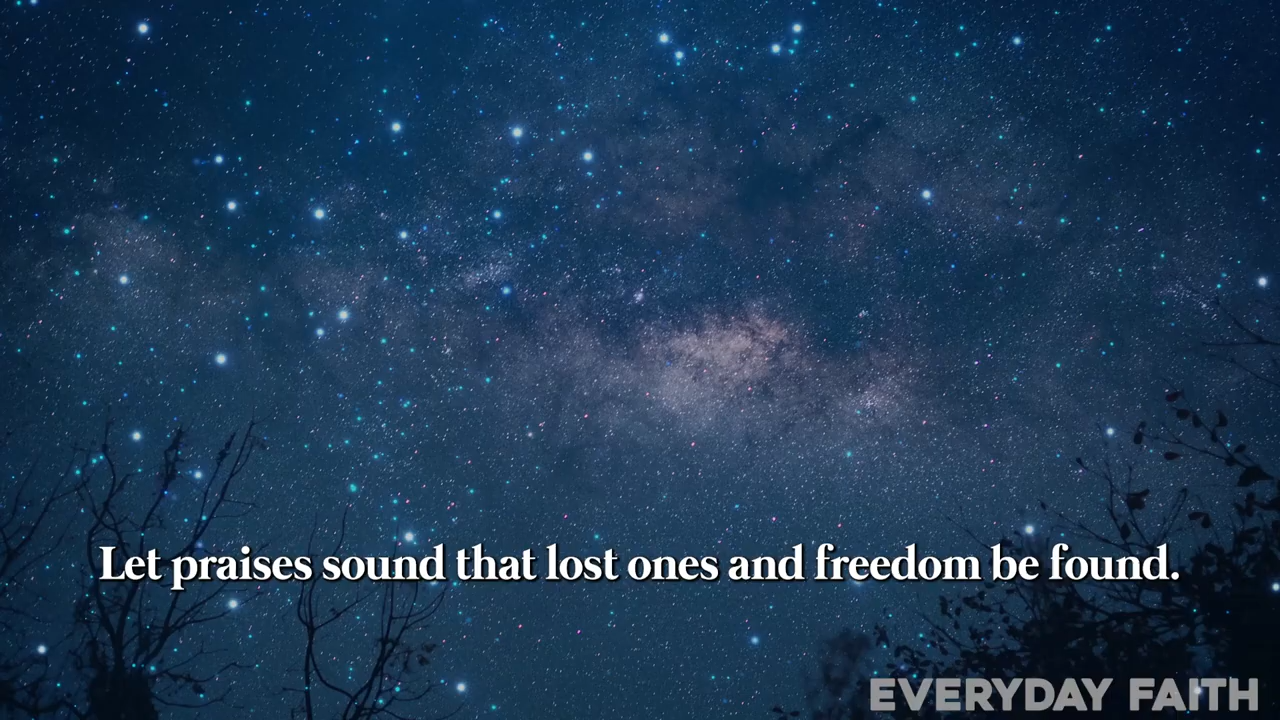 Let praises sound that lost ones and freedom be found.
EVERYDAY FAITH